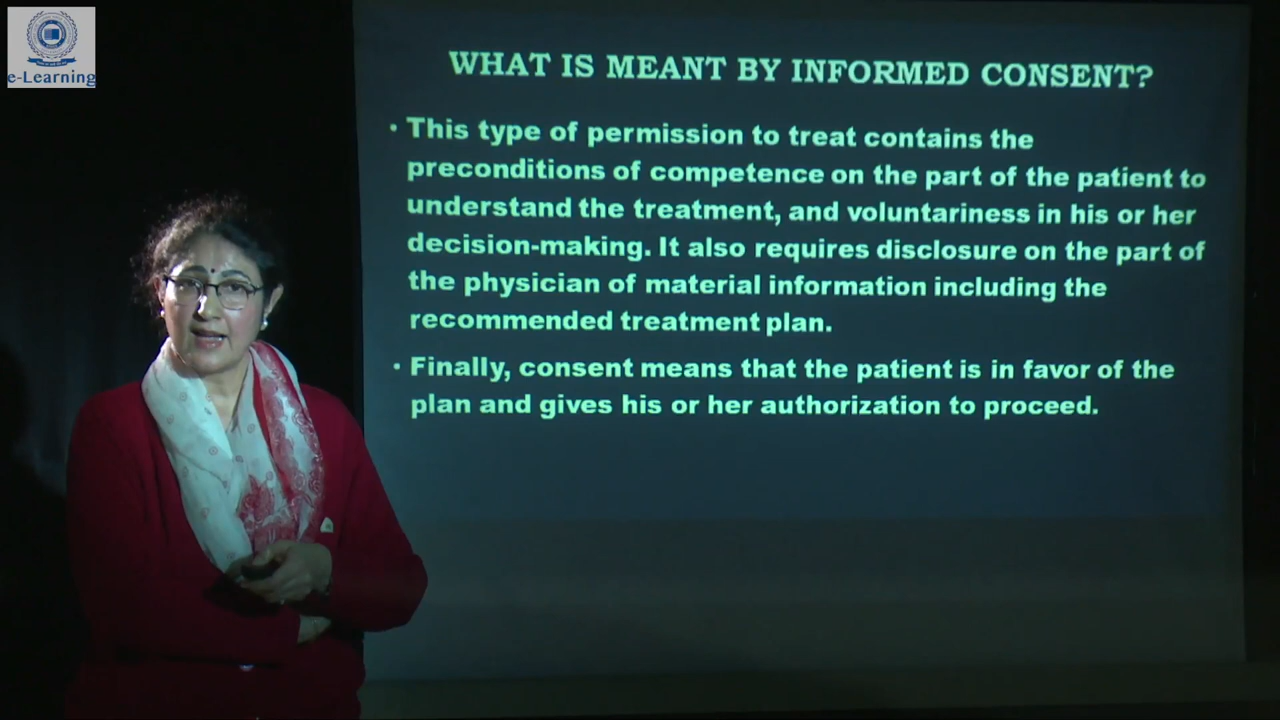 e-Learning
WHAT IS MEANT BY INFORMED CONSENT?
• This type of permission to treat contains the
preconditions of competence on the part of the patient to
understand the treatment, and voluntariness in his or her
decision-making. It also requires disclosure on the part of
the physician of material information including the
recommended treatment plan.
• Finally, consent means that the patient is in favor of the
plan and gives his or her authorization to proceed.